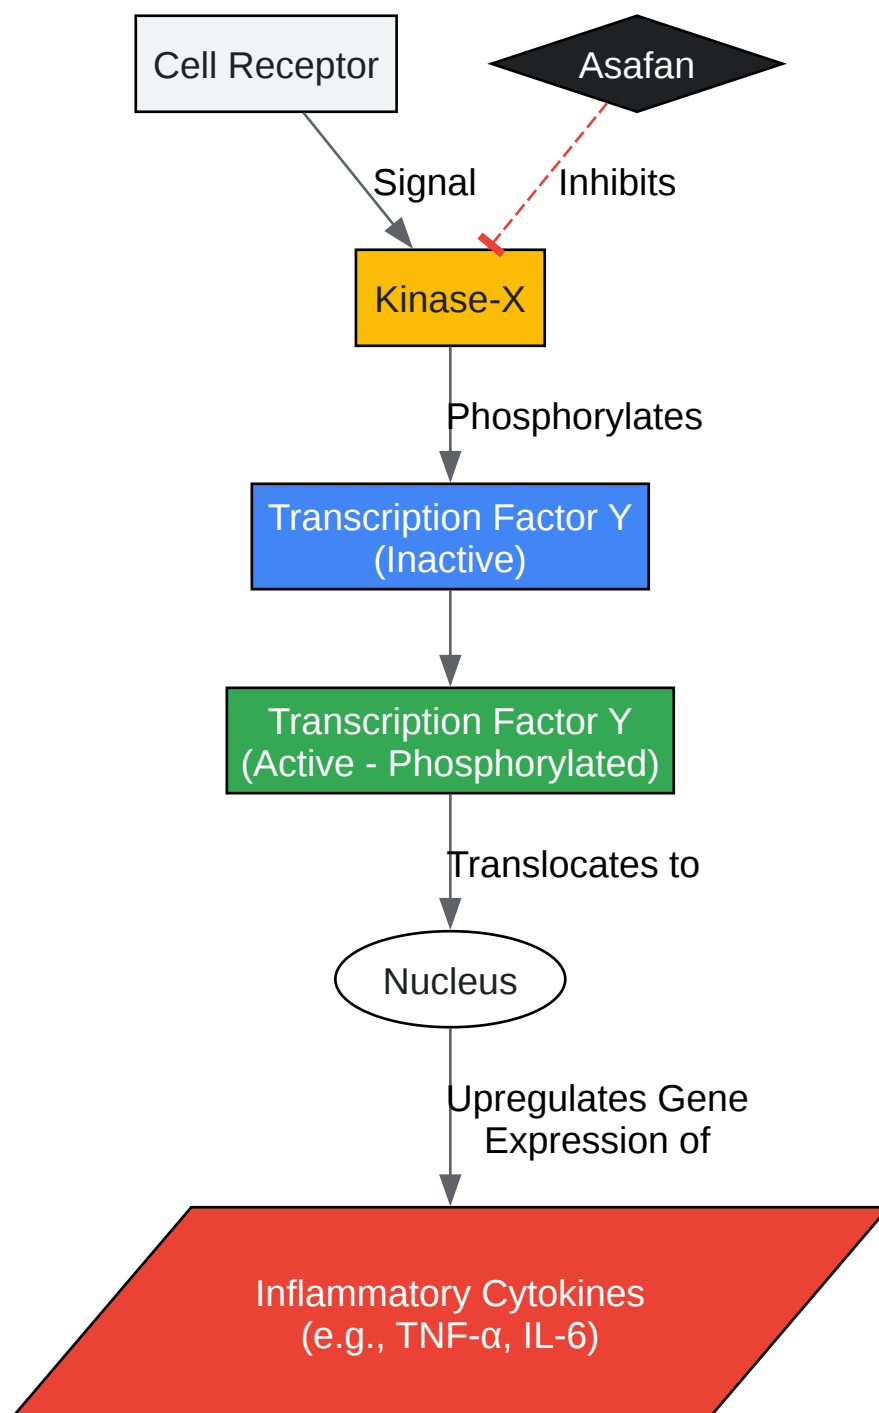 Cell Receptor
Asafan
Signal
Inhibits
Kinase-X
Phosphorylates
Transcription Factor Y
(Inactive)
Transcription Factor Y
(Active - Phosphorylated)
Translocates to
Nucleus
Upregulates Gene
Expression of
Inflammatory Cytokines
(e.g., TNF-α, IL-6)